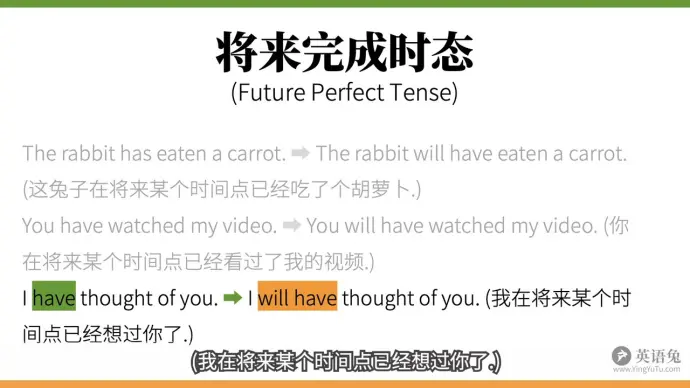 将来完成时态
(Future Perfect Tense)
The rabbit has eaten a carrot. ➡ The rabbit will have eaten a carrot.
(这兔子在将来某个时间点已经吃了个胡萝卜.)
You have watched my video. ➡ You will have watched my video. (你
在将来某个时间点已经看过了我的视频.)
I have thought of you. ➡ I will have thought of you. (我在将来某个时
间点已经想过你了.)
(我在将来某个时间点已经想过你了.)
英语兔
www.YingYuTu.com